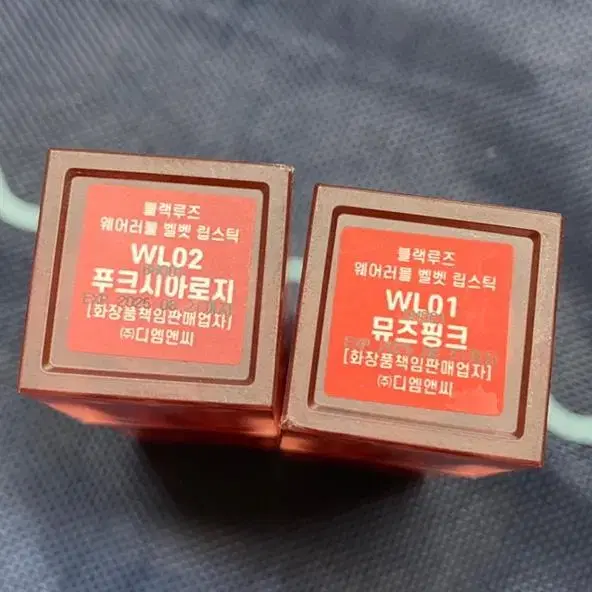 블랙루즈
웨어러블 벨벳 립스틱
WL02
푸크시아로지
EXP 2025.08
[화장품책임판매업자]
㈜디엠앤씨
블랙루즈
웨어러블 벨벳 립스틱
WL01
뮤즈핑크
[화장품책임판매업자]
㈜디엠앤씨